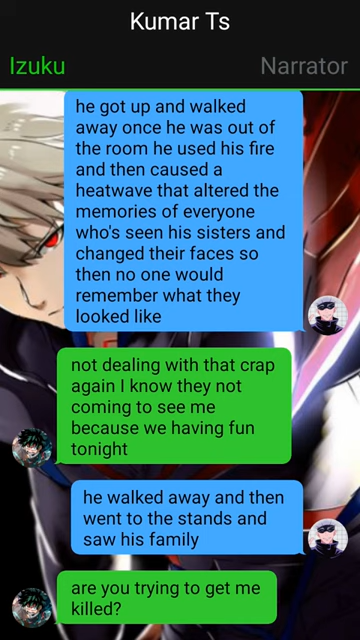 Kumar Ts
Izuku
Narrator
he got up and walked
away once he was out of
the room he used his fire
and then caused a
heatwave that altered the
memories of everyone
who's seen his sisters and
changed their faces so
then no one would
remember what they
looked like
not dealing with that crap
again I know they not
coming to see me
because we having fun
tonight
he walked away and then
went to the stands and
saw his family
are you trying to get me
killed?